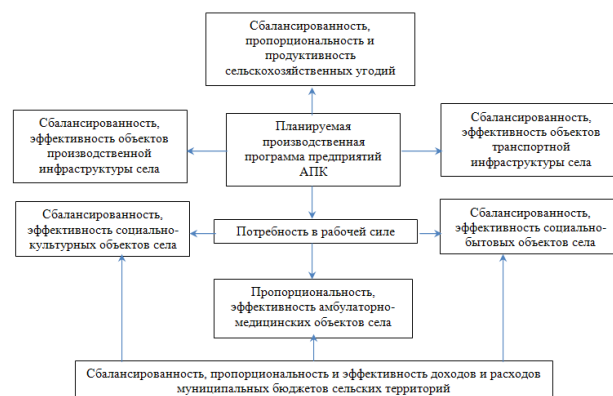 Сбалансированность,
пропорциональность и
продуктивность
сельскохозяйственных угодий
Сбалансированность,
эффективность объектов
производственной
инфраструктуры села
Планируемая
производственная
программа предприятий
АПК
Сбалансированность,
эффективность объектов
транспортной
инфраструктуры села
Сбалансированность,
эффективность социально-
культурных объектов села
Потребность в рабочей силе
Сбалансированность,
эффективность социально-
бытовых объектов села
Пропорциональность,
эффективность амбулаторно-
медицинских объектов села
Сбалансированность, пропорциональность и эффективность доходов и расходов
муниципальных бюджетов сельских территорий